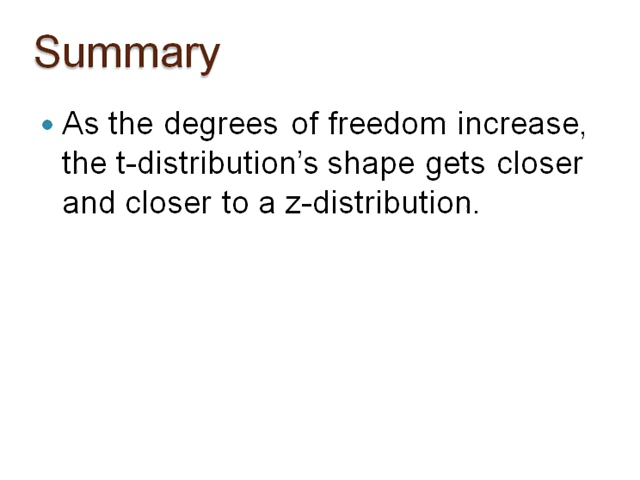 Summary
• As the degrees of freedom increase,
the t-distribution’s shape gets closer
and closer to a z-distribution.